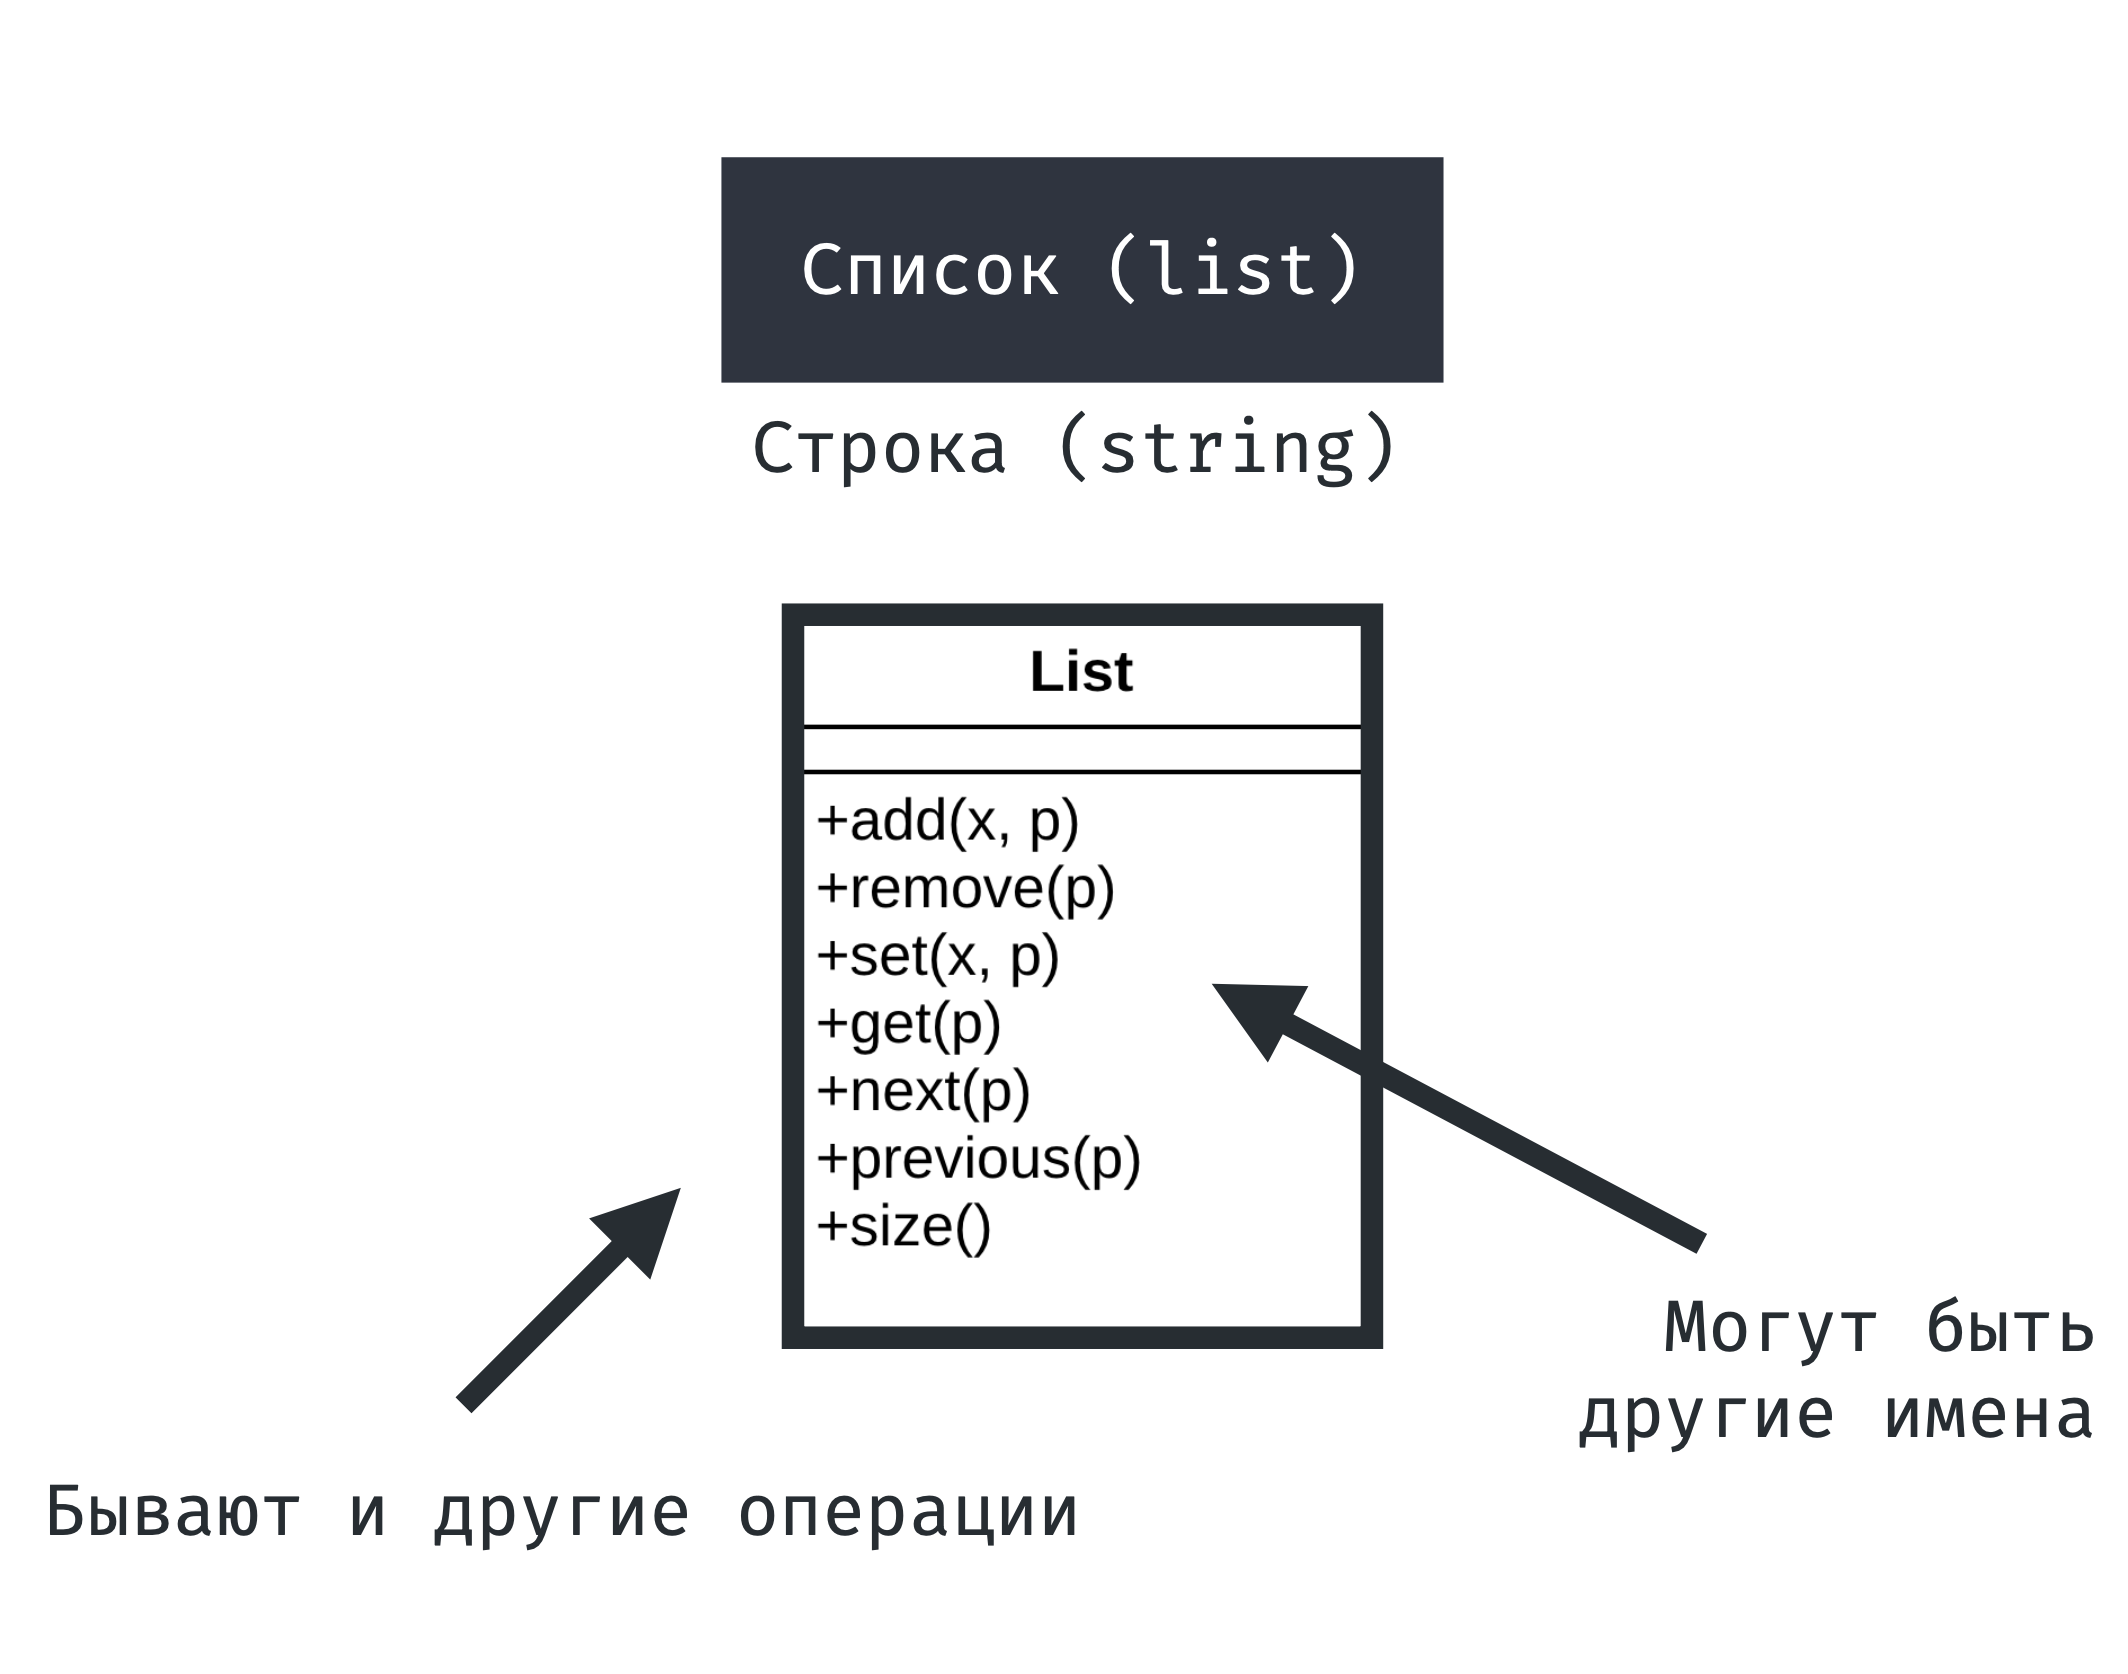 Список (list)
Строка (string)
List
+add(x, p)
+remove(p)
+set(x, p)
+get(p)
+next(p)
+previous(p)
+size()
Могут быть
другие имена
Бывают и другие операции